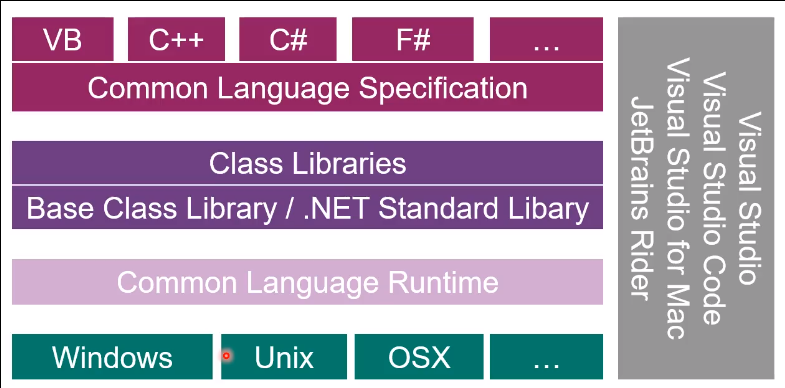 VB C++ C# F# ...
Common Language Specification
Class Libraries
Base Class Library / .NET Standard Libary
Common Language Runtime
Windows Unix OSX ...
Visual Studio
Visual Studio Code
Visual Studio for Mac
JetBrains Rider